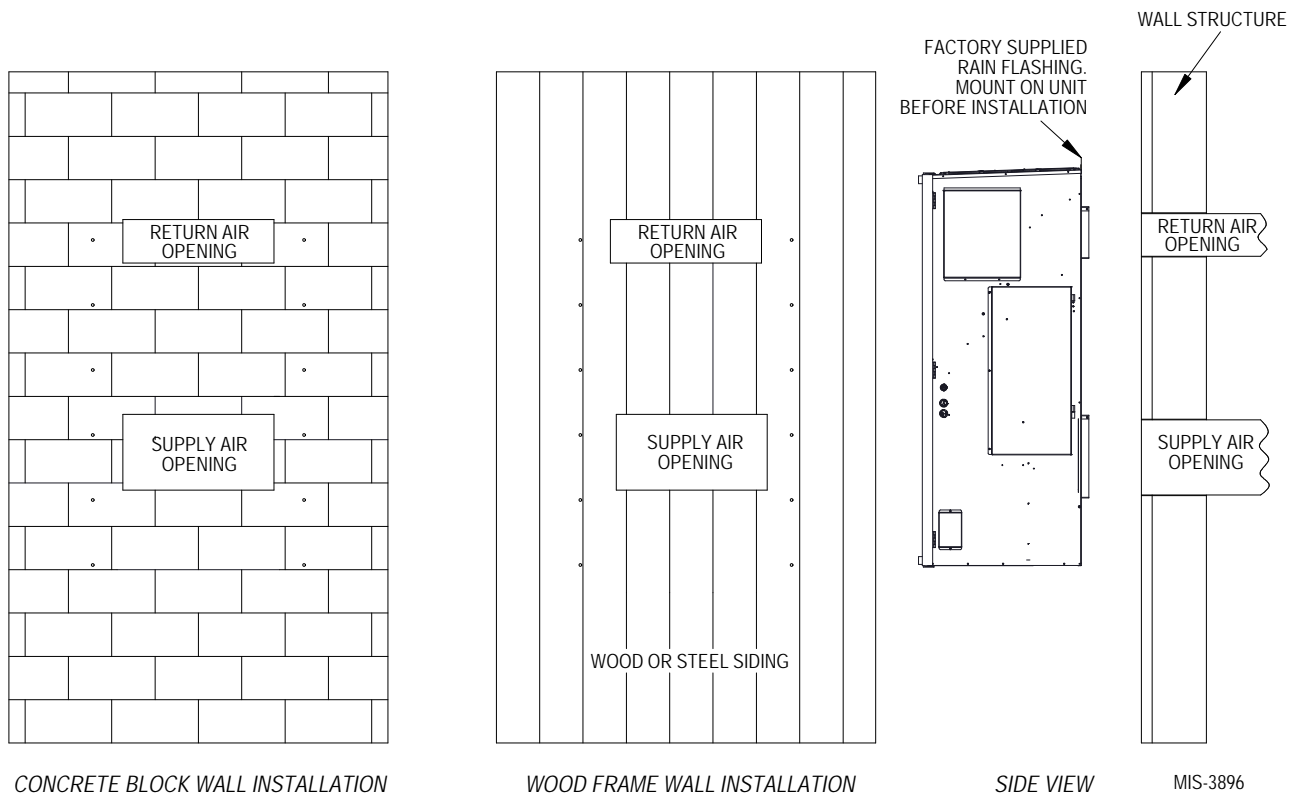 WALL STRUCTURE
FACTORY SUPPLIED
RAIN FLASHING.
MOUNT ON UNIT
BEFORE INSTALLATION
RETURN AIR
OPENING
SUPPLY AIR
OPENING
RETURN AIR
OPENING
SUPPLY AIR
OPENING
WOOD OR STEEL SIDING
RETURN AIR
OPENING
SUPPLY AIR
OPENING
CONCRETE BLOCK WALL INSTALLATION
WOOD FRAME WALL INSTALLATION
SIDE VIEW
MIS-3896